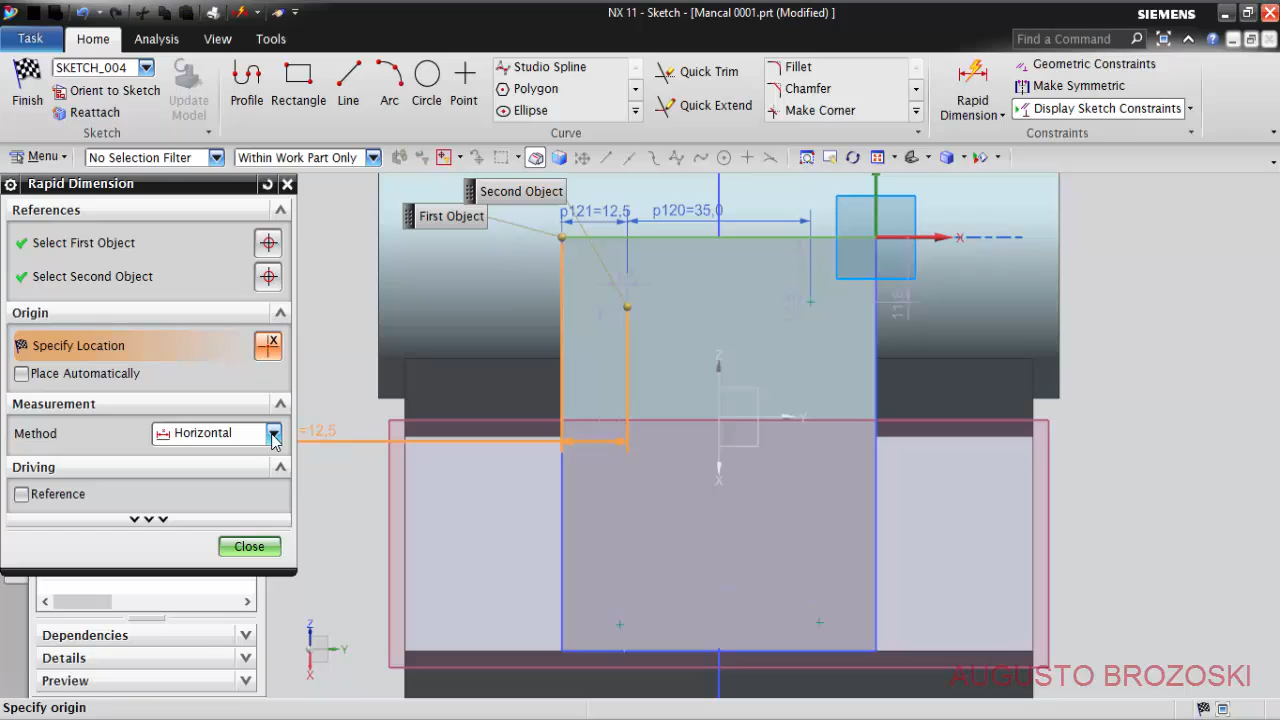 NX 11 - Sketch - [Mancal 0001.prt (Modified) ]
SIEMENS
Task
Home
Analysis
View
Tools
Find a Command
Finish
SKETCH_004
Orient to Sketch
Reattach
Update
Model
Sketch
Profile
Rectangle
Line
Arc
Circle
Point
Studio Spline
Polygon
Ellipse
Quick Trim
Quick Extend
Fillet
Chamfer
Make Corner
Curve
Rapid
Dimension
Geometric Constraints
Make Symmetric
Display Sketch Constraints
Constraints
Menu
No Selection Filter
Within Work Part Only
Rapid Dimension
References
Select First Object
Select Second Object
Origin
Specify Location
Place Automatically
Measurement
Method
Horizontal
Driving
Reference
Close
Dependencies
Details
Preview
Second Object
First Object
p121=12,5
p120=35,0
=12,5
X
Z
Y
X
Z
Y
X
AUGUSTO BROZOSKI
Specify origin